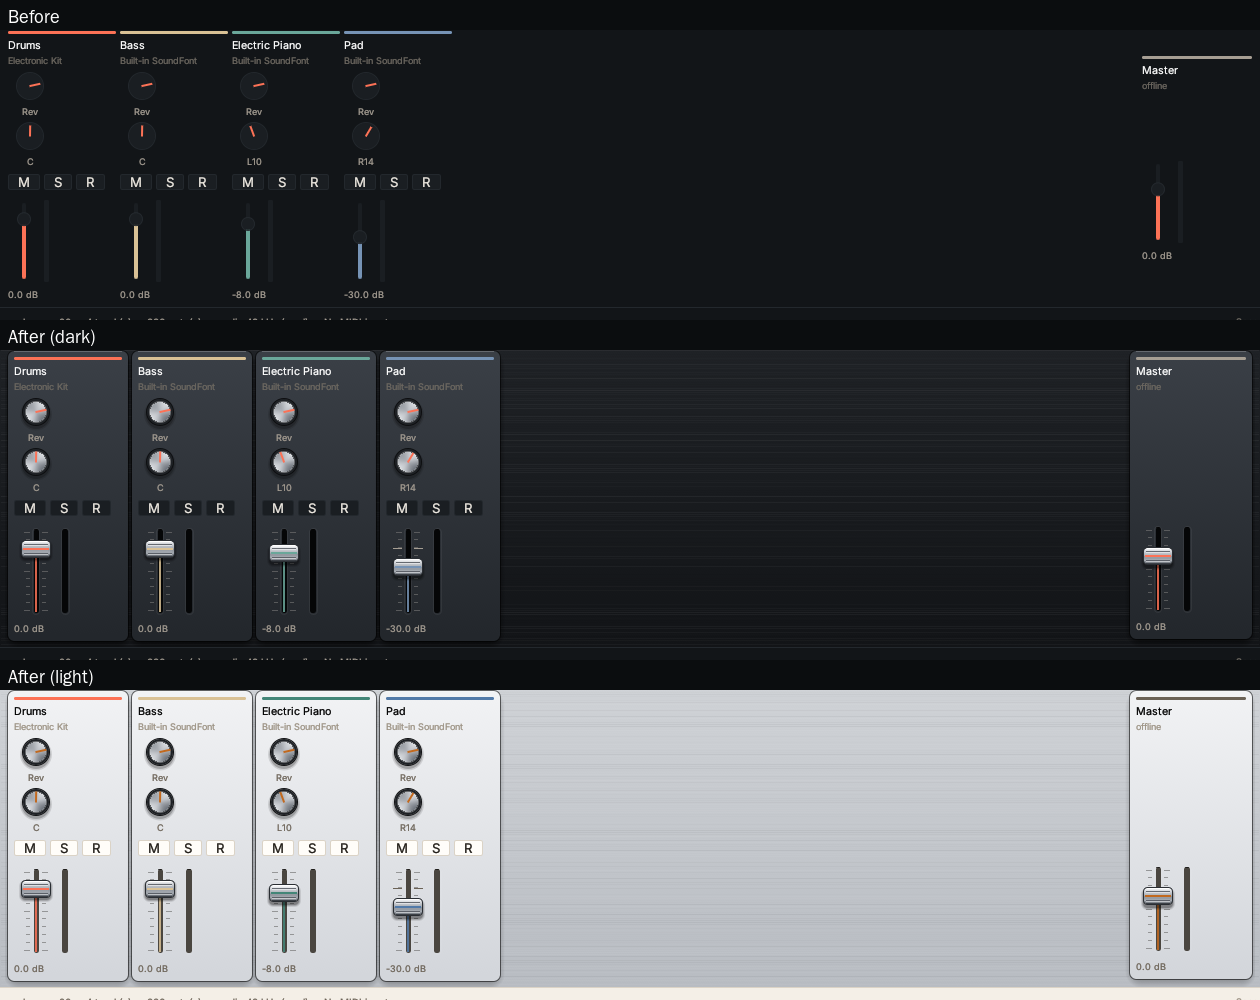 Before
Drums Bass Electric Piano Pad
Master
Electronic Kit Built-in SoundFont Built-in SoundFont Built-in SoundFont
offline
Rev Rev Rev Rev
C C L10 R14
M S R M S R M S R M S R
0.0 dB
0.0 dB 0.0 dB -8.0 dB -30.0 dB
After (dark)
Drums Bass Electric Piano Pad Master
Electronic Kit Built-in SoundFont Built-in SoundFont Built-in SoundFont offline
Rev Rev Rev Rev
C C L10 R14
M S R M S R M S R M S R
0.0 dB 0.0 dB -8.0 dB -30.0 dB 0.0 dB
After (light)
Drums Bass Electric Piano Pad Master
Electronic Kit Built-in SoundFont Built-in SoundFont Built-in SoundFont offline
Rev Rev Rev Rev
C C L10 R14
M S R M S R M S R M S R
0.0 dB 0.0 dB -8.0 dB -30.0 dB 0.0 dB